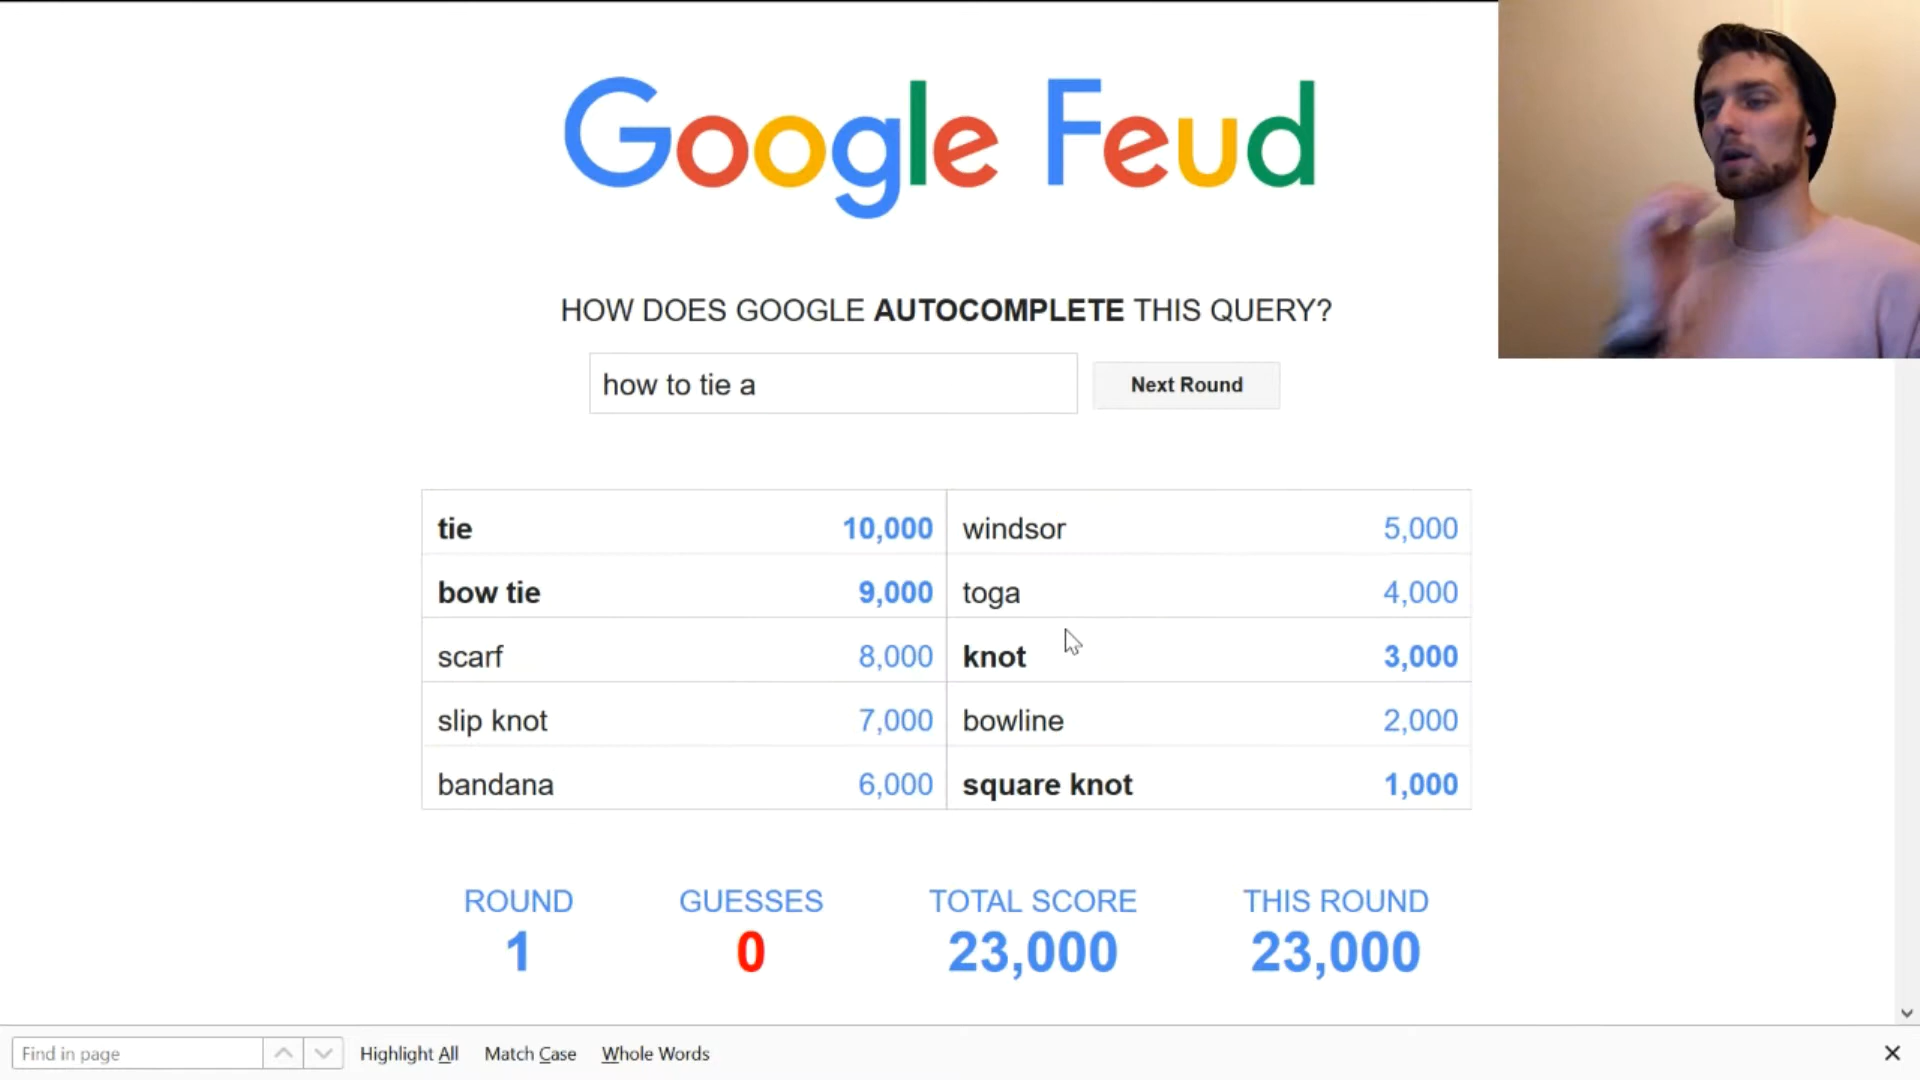 Google Feud
HOW DOES GOOGLE AUTOCOMPLETE THIS QUERY?
how to tie a
Next Round
tie 10,000 windsor 5,000
bow tie 9,000 toga 4,000
scarf 8,000 knot 3,000
slip knot 7,000 bowline 2,000
bandana 6,000 square knot 1,000
ROUND GUESSES TOTAL SCORE THIS ROUND
1 0 23,000 23,000
Find in page Highlight All Match Case Whole Words